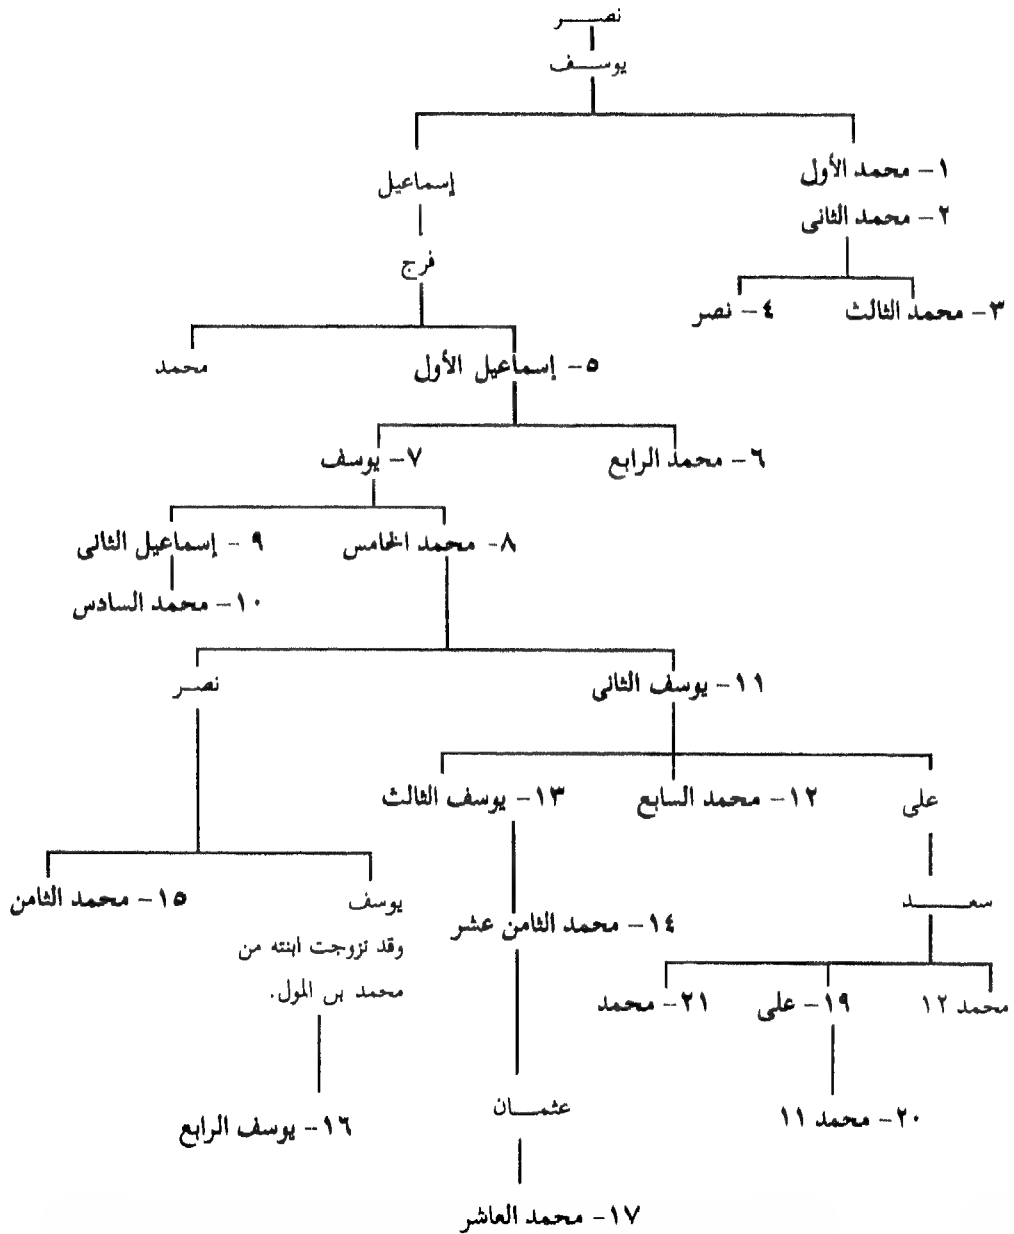 نصر
يوسف
١- محمد الأول
إسماعيل
٢- محمد الثانى
فرج
٣- محمد الثالث
٤- نصر
٥- إسماعيل الأول
محمد
٦- محمد الرابع
٧- يوسف
٨- محمد الخامس
٩- إسماعيل الثانى
١٠- محمد السادس
١١- يوسف الثانى
نصر
على
١٢- محمد السابع
١٣- يوسف الثالث
سعد
١٤- محمد الثامن عشر
يوسف
١٥- محمد الثامن
وقد تزوجت ابنته من
محمد بن المول.
محمد ١٢
١٩- على
٢١- محمد
٢٠- محمد ١١
عثمان
١٦- يوسف الرابع
١٧- محمد العاشر